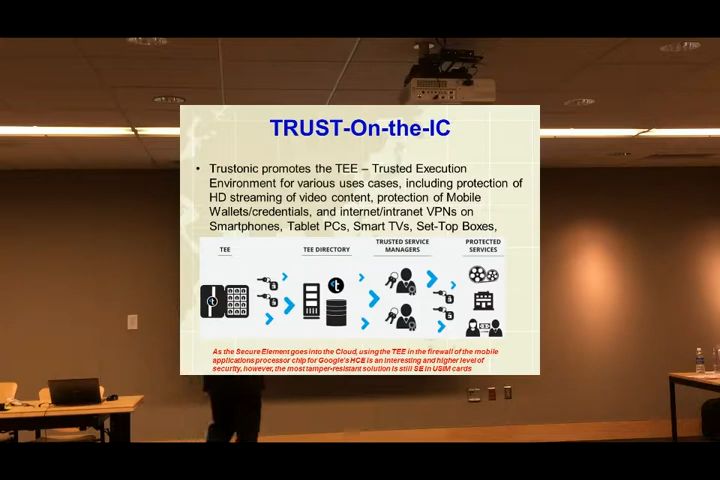 TRUST-On-the-IC
• Trustonic promotes the TEE – Trusted Execution
Environment for various uses cases, including protection of
HD streaming of video content, protection of Mobile
Wallets/credentials, and internet/intranet VPNs on
Smartphones, Tablet PCs, Smart TVs, Set-Top Boxes,
TEE
TEE DIRECTORY
TRUSTED SERVICE
MANAGERS
PROTECTED
SERVICES
As the Secure Element goes into the Cloud, using the TEE in the firewall of the mobile
applications processor chip for Google's HCE is an interesting and higher level of
security, however, the most tamper-resistant solution is still SE in USIM cards